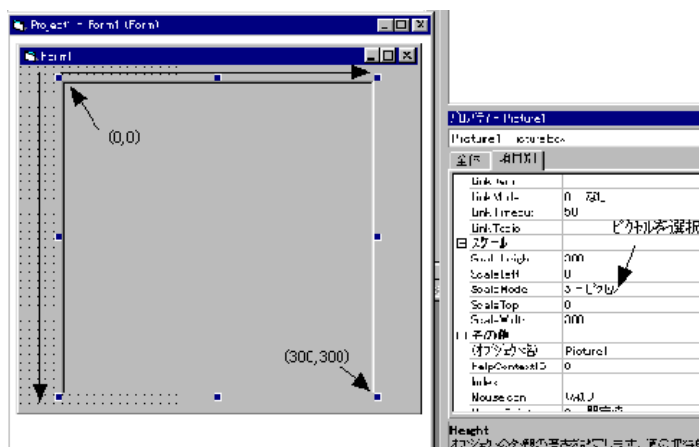 Project1 - Form1 (Form)
Form1
(0,0)
(300,300)
プロパティ - Picture1
Picture1 PictureBox
全体 項目別
LinkItem
LinkMode 0 - なし
LinkTimeout 50
LinkTopic
ピクセルを選択
スケール
ScaleHeight 300
ScaleLeft 0
ScaleMode 3 - ピクセル
ScaleTop 0
ScaleWidth 300
その他
(オブジェクト名) Picture1
HelpContextID 0
Index
MouseIcon (なし)
Height